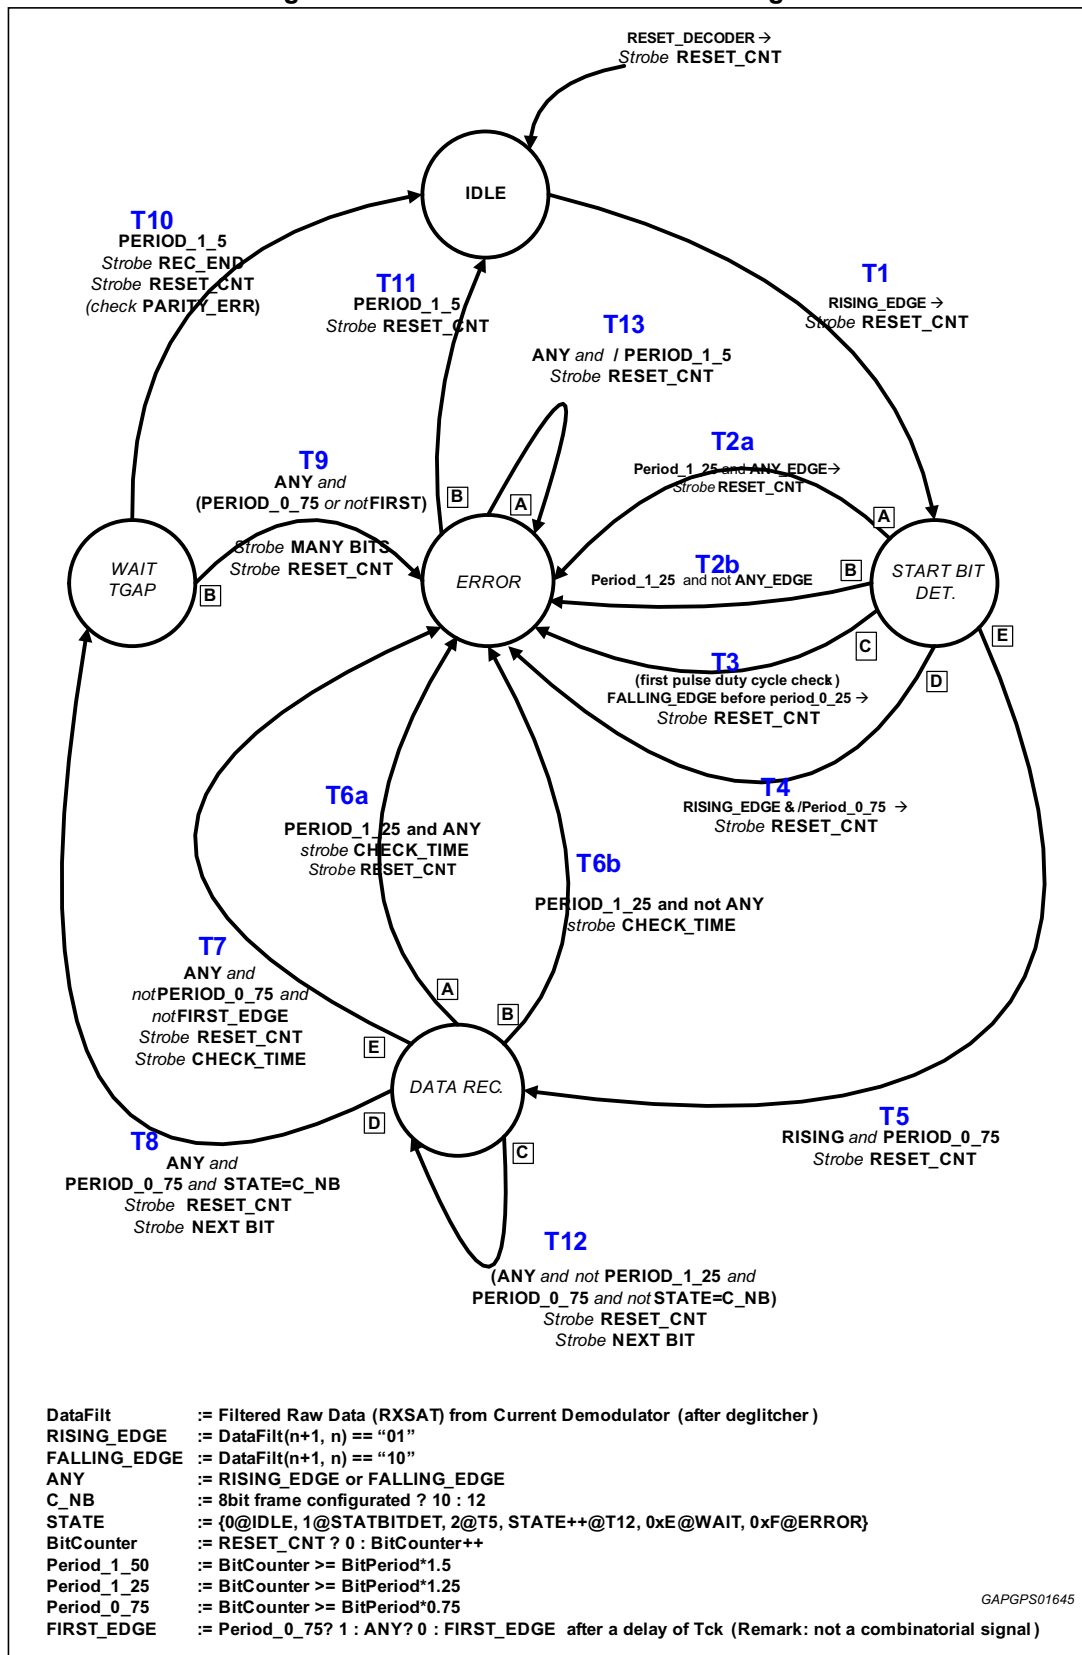 RESET_DECODER →
Strobe RESET_CNT
IDLE
T10
PERIOD_1_5
Strobe REC_END
Strobe RESET_CNT
(check PARITY_ERR)
T11
PERIOD_1_5
Strobe RESET_CNT
T1
RISING_EDGE →
Strobe RESET_CNT
T13
ANY and / PERIOD_1_5
Strobe RESET_CNT
T2a
Period_1_25 and ANY_EDGE→
Strobe RESET_CNT
T9
ANY and
(PERIOD_0_75 or not FIRST)
Strobe MANY BITS
Strobe RESET_CNT
B
A
A
WAIT
TGAP
B
ERROR
T2b
Period_1_25 and not ANY_EDGE
B
START BIT
DET.
C
E
D
T3
(first pulse duty cycle check)
FALLING_EDGE before period_0_25 →
Strobe RESET_CNT
T4
RISING_EDGE & /Period_0_75 →
Strobe RESET_CNT
T6a
PERIOD_1_25 and ANY
strobe CHECK_TIME
Strobe RESET_CNT
T6b
PERIOD_1_25 and not ANY
strobe CHECK_TIME
T7
ANY and
not PERIOD_0_75 and
not FIRST_EDGE
Strobe RESET_CNT
Strobe CHECK_TIME
A
B
E
DATA REC.
D
C
T5
RISING and PERIOD_0_75
Strobe RESET_CNT
T8
ANY and
PERIOD_0_75 and STATE=C_NB
Strobe RESET_CNT
Strobe NEXT BIT
T12
(ANY and not PERIOD_1_25 and
PERIOD_0_75 and not STATE=C_NB)
Strobe RESET_CNT
Strobe NEXT BIT
DataFilt := Filtered Raw Data (RXSAT) from Current Demodulator (after deglitcher)
RISING_EDGE := DataFilt(n+1, n) == “01”
FALLING_EDGE := DataFilt(n+1, n) == “10”
ANY := RISING_EDGE or FALLING_EDGE
C_NB := 8bit frame configurated ? 10 : 12
STATE := {0@IDLE, 1@STATBITDET, 2@T5, STATE++@T12, 0xE@WAIT, 0xF@ERROR}
BitCounter := RESET_CNT ? 0 : BitCounter++
Period_1_50 := BitCounter >= BitPeriod*1.5
Period_1_25 := BitCounter >= BitPeriod*1.25
Period_0_75 := BitCounter >= BitPeriod*0.75
FIRST_EDGE := Period_0_75? 1 : ANY? 0 : FIRST_EDGE after a delay of Tck (Remark: not a combinatorial signal)
GAPGPS01645